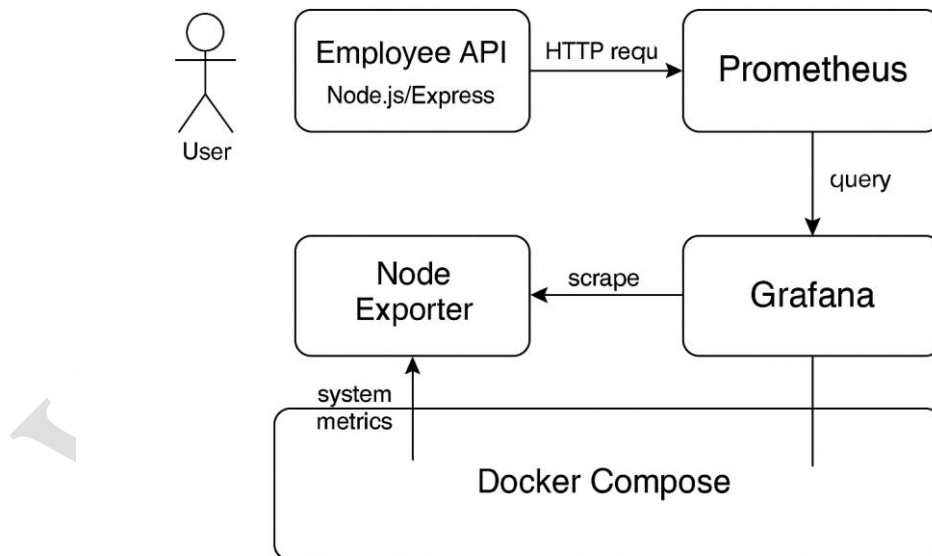 Employee API
Node.js/Express
HTTP requ
Prometheus
User
query
Node
Exporter
scrape
Grafana
system
metrics
Docker Compose